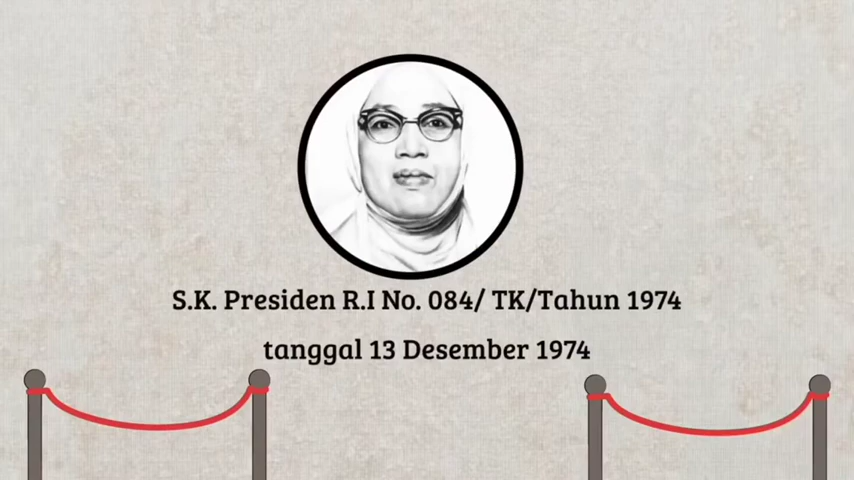 S.K. Presiden R.I No. 084/ TK/Tahun 1974
tanggal 13 Desember 1974